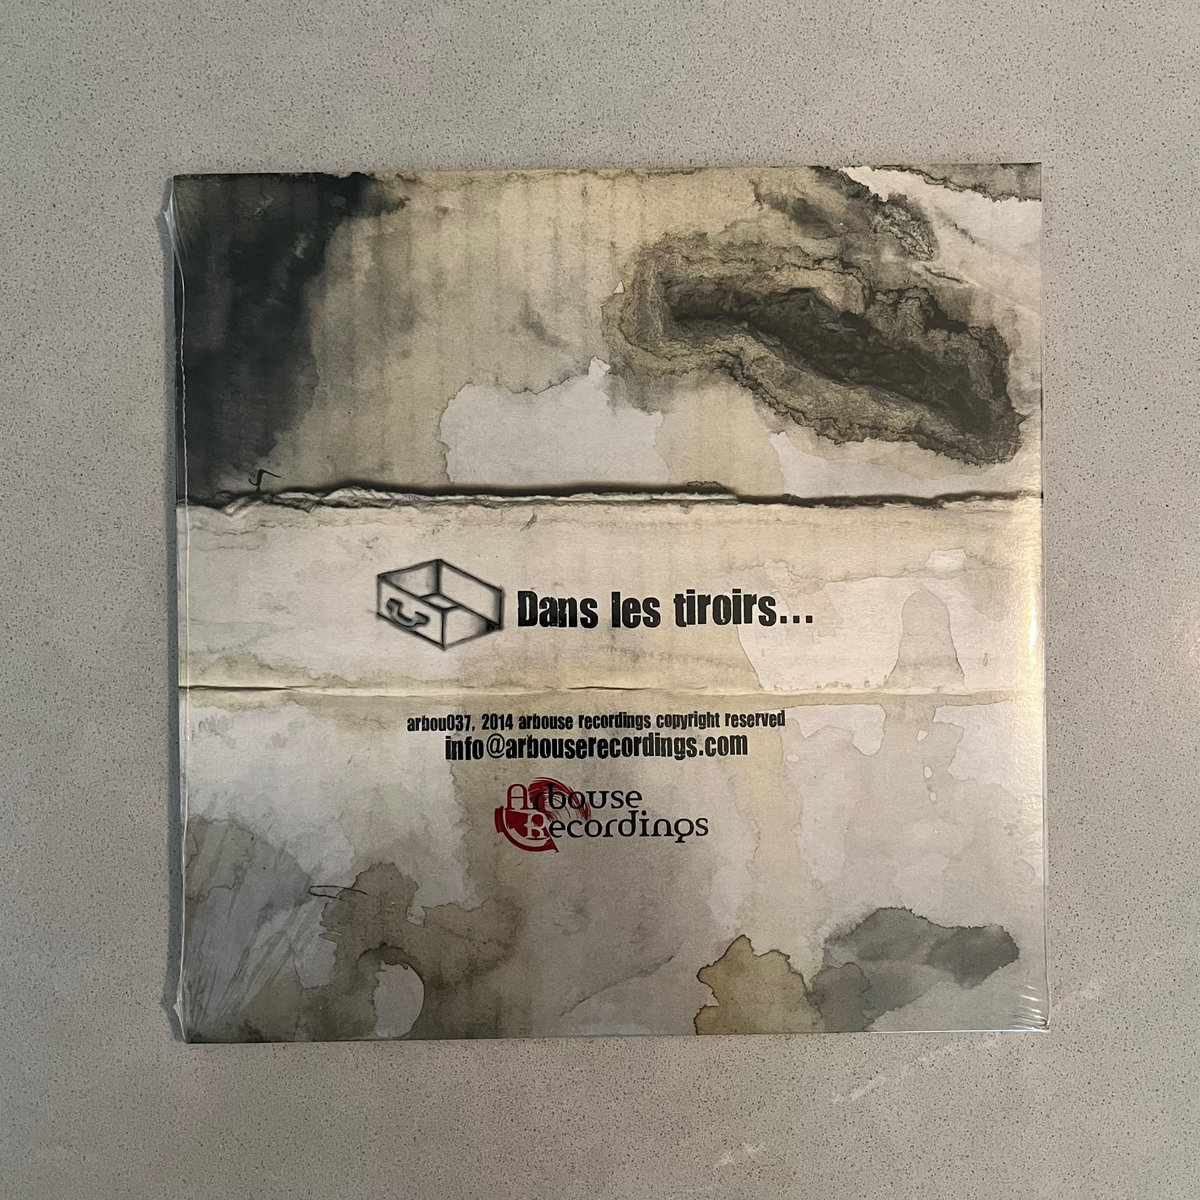 Dans les tiroirs...
arbou037, 2014 arbouse recordings copyright reserved
info@arbouserecordings.com
Arbouse
Recordings